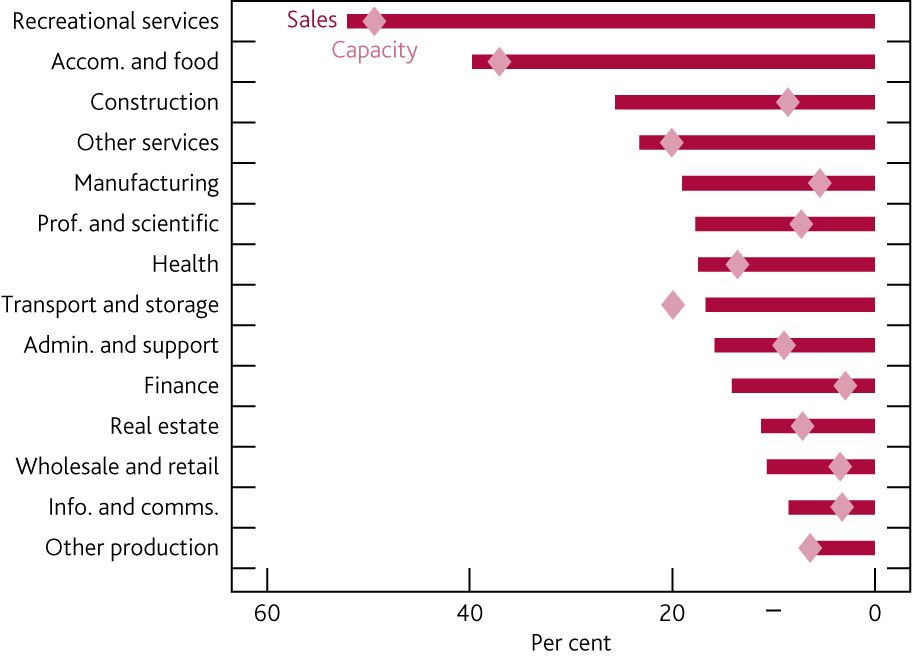 Recreational services
Sales
Capacity
Accom. and food
Construction
Other services
Manufacturing
Prof. and scientific
Health
Transport and storage
Admin. and support
Finance
Real estate
Wholesale and retail
Info. and comms.
Other production
60 40 20 – 0
Per cent